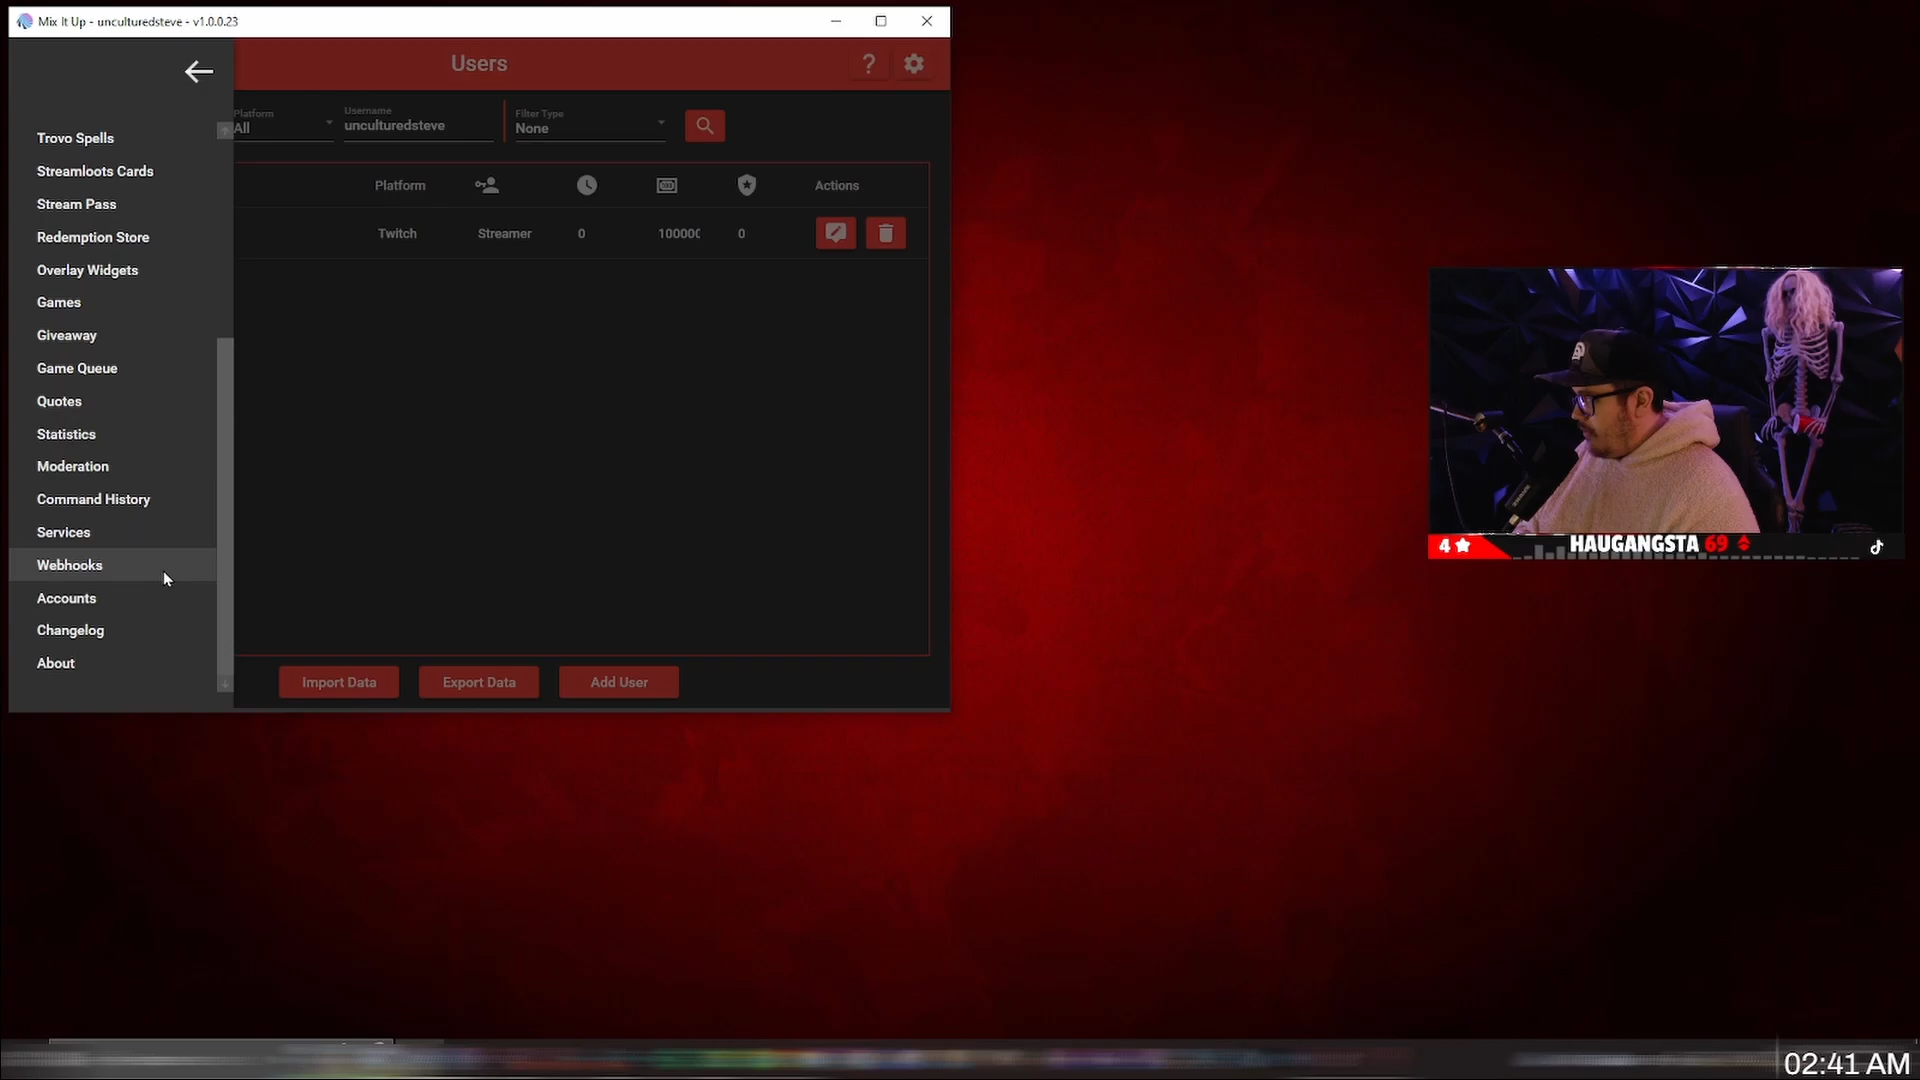 Mix It Up - unculturedsteve - v1.0.0.23
Users
?
Trovo Spells
Streamloots Cards
Stream Pass
Redemption Store
Overlay Widgets
Games
Giveaway
Game Queue
Quotes
Statistics
Moderation
Command History
Services
Webhooks
Accounts
Changelog
About
Platform
All
Username
unculturedsteve
Filter Type
None
Platform
Actions
Twitch
Streamer
0
0
Import Data
Export Data
Add User
4
HAUGANGSTA 69
02:41 AM